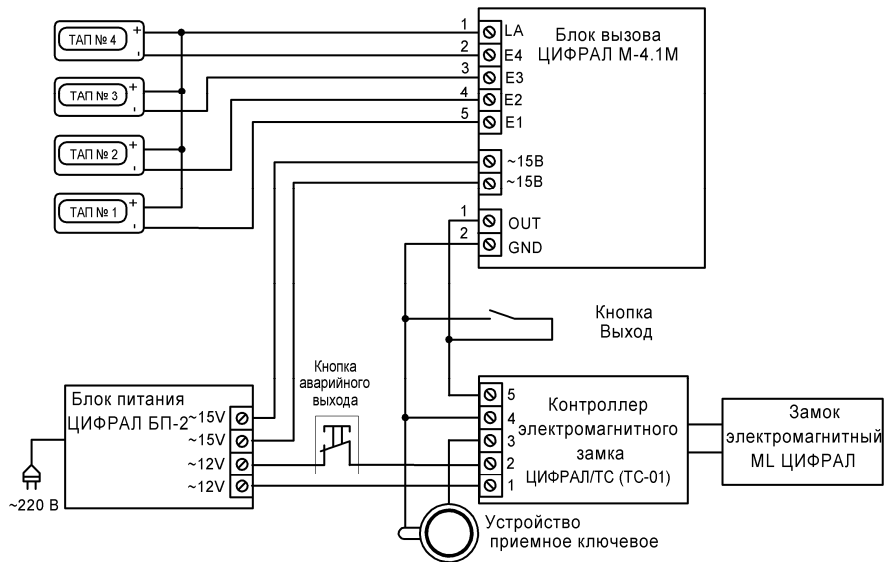 ТАП № 4
+
-
ТАП № 3
+
-
ТАП № 2
+
-
ТАП № 1
+
-
Блок вызова
ЦИФРАЛ М-4.1М
1 LA
2 E4
3 E3
4 E2
5 E1
~15В
~15В
1 OUT
2 GND
Кнопка
Выход
Кнопка
аварийного
выхода
Блок питания
ЦИФРАЛ БП-2
~15V
~15V
~12V
~12V
~220 В
5
4
3
2
1
Контроллер
электромагнитного
замка
ЦИФРАЛ/ТС (ТС-01)
Замок
электромагнитный
ML ЦИФРАЛ
Устройство
приемное ключевое